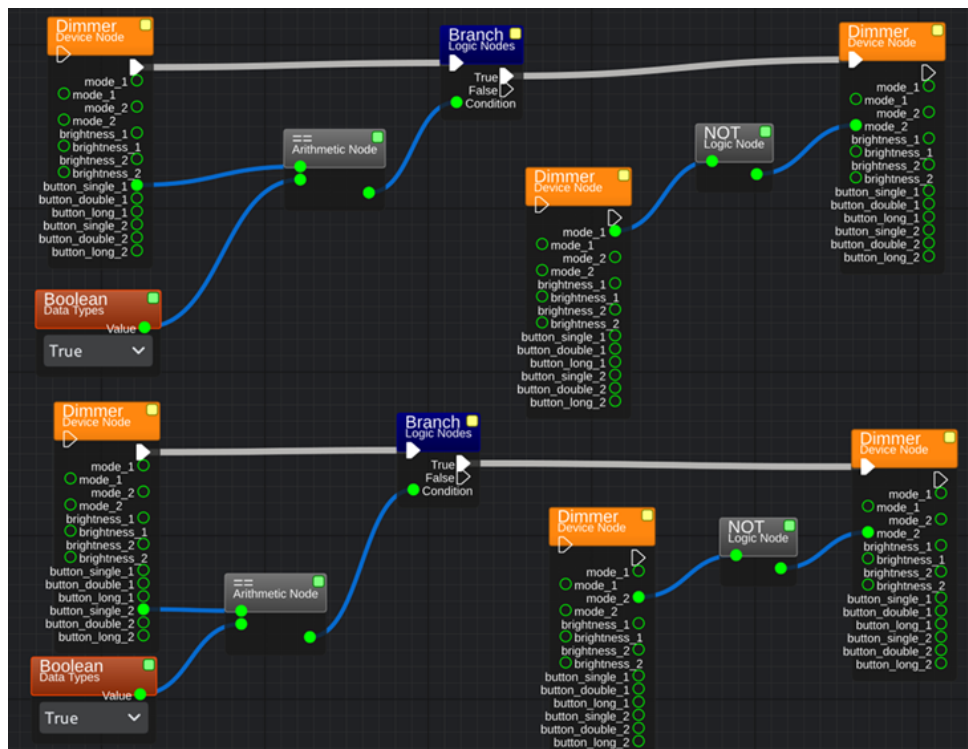 Dimmer
Device Node
mode_1
mode_1
mode_2
mode_2
brightness_1
brightness_1
brightness_2
brightness_2
button_single_1
button_double_1
button_long_1
button_single_2
button_double_2
button_long_2
Boolean
Data Types
Value
True
==
Arithmetic Node
Branch
Logic Nodes
True
False
Condition
Dimmer
Device Node
mode_1
mode_1
mode_2
mode_2
brightness_1
brightness_1
brightness_2
brightness_2
button_single_1
button_double_1
button_long_1
button_single_2
button_double_2
button_long_2
NOT
Logic Node
Dimmer
Device Node
mode_1
mode_1
mode_2
mode_2
brightness_1
brightness_1
brightness_2
brightness_2
button_single_1
button_double_1
button_long_1
button_single_2
button_double_2
button_long_2
Dimmer
Device Node
mode_1
mode_1
mode_2
mode_2
brightness_1
brightness_1
brightness_2
brightness_2
button_single_1
button_double_1
button_long_1
button_single_2
button_double_2
button_long_2
Boolean
Data Types
Value
True
==
Arithmetic Node
Branch
Logic Nodes
True
False
Condition
Dimmer
Device Node
mode_1
mode_1
mode_2
mode_2
brightness_1
brightness_1
brightness_2
brightness_2
button_single_1
button_double_1
button_long_1
button_single_2
button_double_2
button_long_2
NOT
Logic Node
Dimmer
Device Node
mode_1
mode_1
mode_2
mode_2
brightness_1
brightness_1
brightness_2
brightness_2
button_single_1
button_double_1
button_long_1
button_single_2
button_double_2
button_long_2